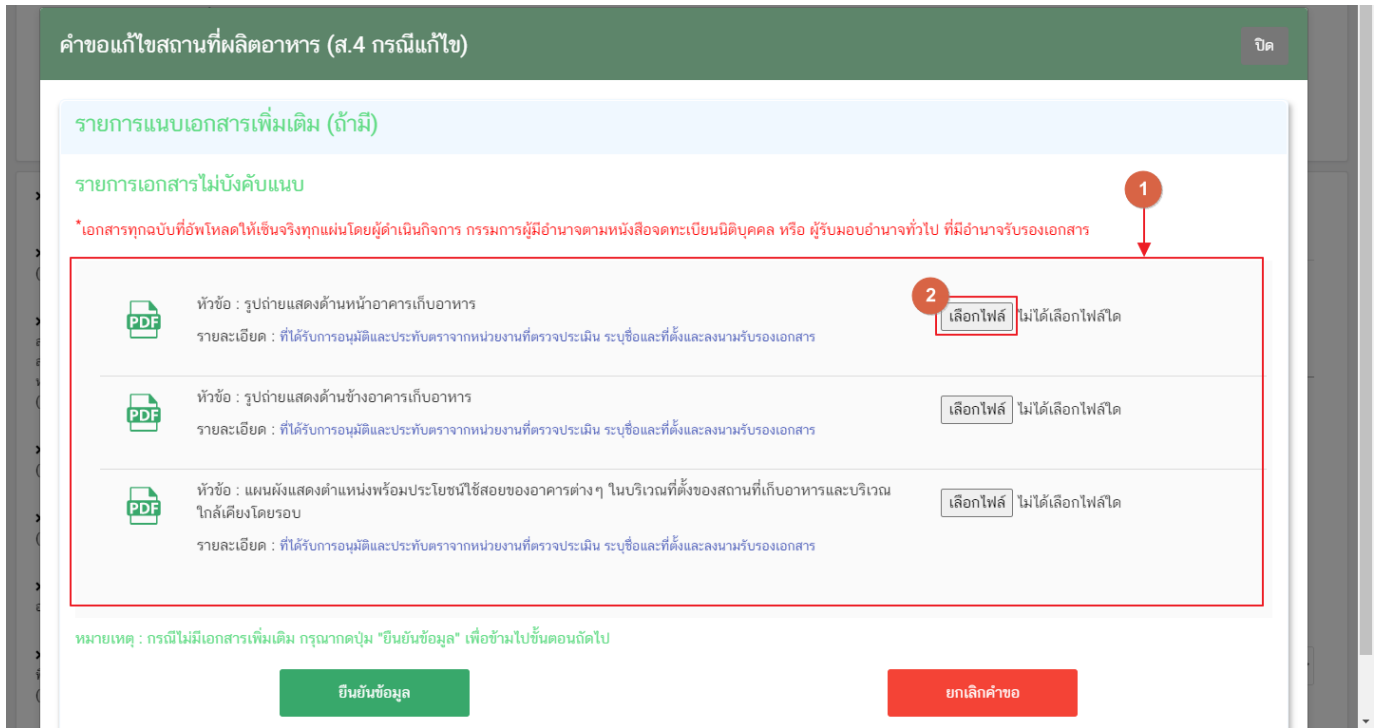 คำขอแก้ไขสถานที่ผลิตอาหาร (ส.4 กรณีแก้ไข)
ปิด
รายการแนบเอกสารเพิ่มเติม (ถ้ามี)
รายการเอกสารไม่บังคับแนบ
1
*เอกสารทุกฉบับที่อัพโหลดให้เซ็นจริงทุกแผ่นโดยผู้ดำเนินกิจการ กรรมการผู้มีอำนาจตามหนังสือจดทะเบียนนิติบุคคล หรือ ผู้รับมอบอำนาจทั่วไป ที่มีอำนาจรับรองเอกสาร
2
PDF
หัวข้อ : รูปถ่ายแสดงด้านหน้าอาคารเก็บอาหาร
เลือกไฟล์ ไม่ได้เลือกไฟล์ใด
รายละเอียด : ที่ได้รับการอนุมัติและประทับตราจากหน่วยงานที่ตรวจประเมิน ระบุชื่อและที่ตั้งและลงนามรับรองเอกสาร
PDF
หัวข้อ : รูปถ่ายแสดงด้านข้างอาคารเก็บอาหาร
เลือกไฟล์ ไม่ได้เลือกไฟล์ใด
รายละเอียด : ที่ได้รับการอนุมัติและประทับตราจากหน่วยงานที่ตรวจประเมิน ระบุชื่อและที่ตั้งและลงนามรับรองเอกสาร
PDF
หัวข้อ : แผนผังแสดงตำแหน่งพร้อมประโยชน์ใช้สอยของอาคารต่างๆ ในบริเวณที่ตั้งของสถานที่เก็บอาหารและบริเวณ
ใกล้เคียงโดยรอบ
เลือกไฟล์ ไม่ได้เลือกไฟล์ใด
รายละเอียด : ที่ได้รับการอนุมัติและประทับตราจากหน่วยงานที่ตรวจประเมิน ระบุชื่อและที่ตั้งและลงนามรับรองเอกสาร
หมายเหตุ : กรณีไม่มีเอกสารเพิ่มเติม กรุณากดปุ่ม "ยืนยันข้อมูล" เพื่อข้ามไปขั้นตอนถัดไป
ยืนยันข้อมูล
ยกเลิกคำขอ